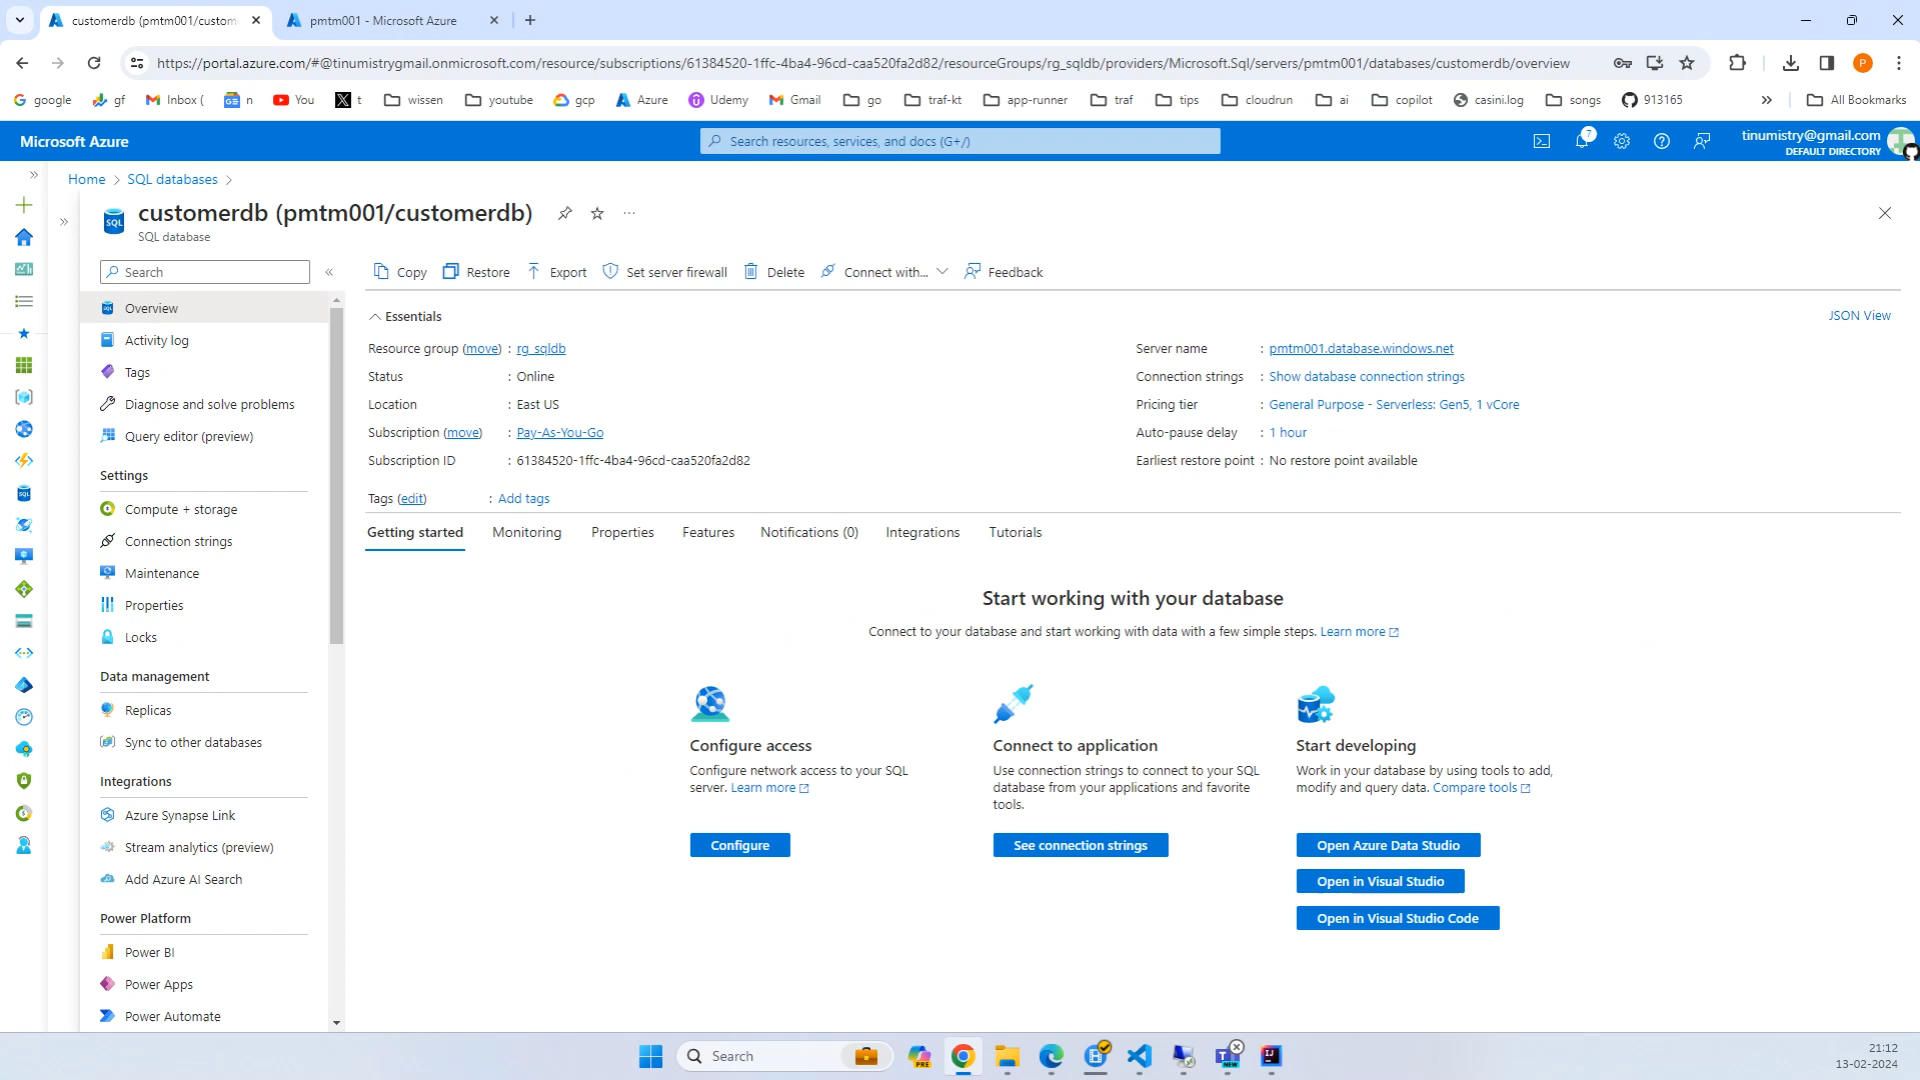 customerdb (pmtm001/custom
pmtm001 - Microsoft Azure
https://portal.azure.com/#@tinumistrygmail.onmicrosoft.com/resource/subscriptions/61384520-1ffc-4ba4-96cd-caa520fa2d82/resourceGroups/rg_sqldb/providers/Microsoft.Sql/servers/pmtm001/databases/customerdb/overview
P
google gf Inbox ( n You t wissen youtube gcp Azure Udemy Gmail go traf-kt app-runner traf tips cloudrun ai copilot casini.log songs 913165 » All Bookmarks
Microsoft Azure
Search resources, services, and docs (G+/)
7
tinumistry@gmail.com
DEFAULT DIRECTORY
Home > SQL databases >
customerdb (pmtm001/customerdb)
SQL database
Search
Copy Restore Export Set server firewall Delete Connect with... Feedback
Overview
Activity log
Tags
Diagnose and solve problems
Query editor (preview)
Settings
Compute + storage
Connection strings
Maintenance
Properties
Locks
Data management
Replicas
Sync to other databases
Integrations
Azure Synapse Link
Stream analytics (preview)
Add Azure AI Search
Power Platform
Power BI
Power Apps
Power Automate
Essentials
JSON View
Resource group (move) : rg_sqldb
Status : Online
Location : East US
Subscription (move) : Pay-As-You-Go
Subscription ID : 61384520-1ffc-4ba4-96cd-caa520fa2d82
Server name : pmtm001.database.windows.net
Connection strings : Show database connection strings
Pricing tier : General Purpose - Serverless: Gen5, 1 vCore
Auto-pause delay : 1 hour
Earliest restore point : No restore point available
Tags (edit) : Add tags
Getting started Monitoring Properties Features Notifications (0) Integrations Tutorials
Start working with your database
Connect to your database and start working with data with a few simple steps. Learn more
Configure access
Configure network access to your SQL
server. Learn more
Configure
Connect to application
Use connection strings to connect to your SQL
database from your applications and favorite
tools.
See connection strings
Start developing
Work in your database by using tools to add,
modify and query data. Compare tools
Open Azure Data Studio
Open in Visual Studio
Open in Visual Studio Code
Search
PRE
NEW
21:12
13-02-2024